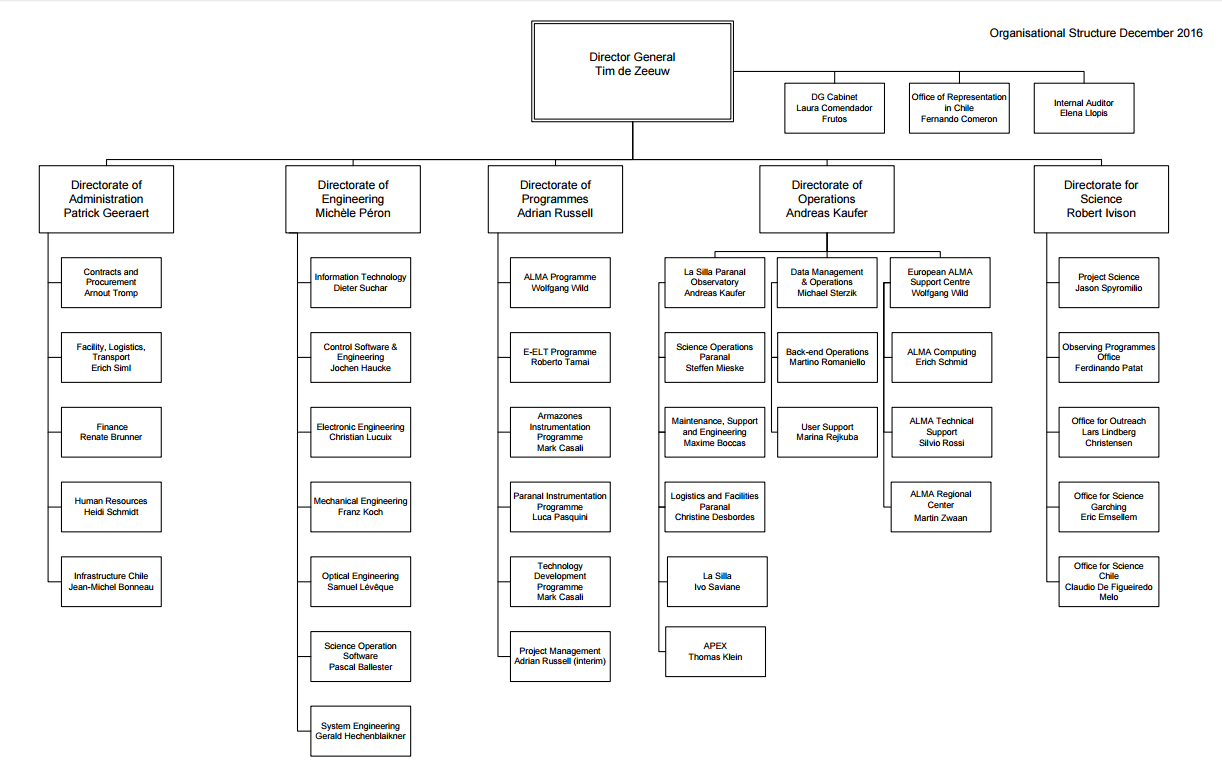 Organisational Structure December 2016
Director General
Tim de Zeeuw
DG Cabinet
Laura Comendador
Frutos
Office of Representation
in Chile
Fernando Comeron
Internal Auditor
Elena Llopis
Directorate of
Administration
Patrick Geeraert
Directorate of
Engineering
Michèle Péron
Directorate of
Programmes
Adrian Russell
Directorate of
Operations
Andreas Kaufer
Directorate for
Science
Robert Ivison
Contracts and
Procurement
Arnout Tromp
Facility, Logistics,
Transport
Erich Siml
Finance
Renate Brunner
Human Resources
Heidi Schmidt
Infrastructure Chile
Jean-Michel Bonneau
Information Technology
Dieter Suchar
Control Software &
Engineering
Jochen Haucke
Electronic Engineering
Christian Lucuix
Mechanical Engineering
Franz Koch
Optical Engineering
Samuel Lévêque
Science Operation
Software
Pascal Ballester
System Engineering
Gerald Hechenblaikner
ALMA Programme
Wolfgang Wild
E-ELT Programme
Roberto Tamai
Armazones
Instrumentation
Programme
Mark Casali
Paranal Instrumentation
Programme
Luca Pasquini
Technology
Development
Programme
Mark Casali
Project Management
Adrian Russell (interim)
La Silla Paranal
Observatory
Andreas Kaufer
Science Operations
Paranal
Steffen Mieske
Maintenance, Support
and Engineering
Maxime Boccas
Logistics and Facilities
Paranal
Christine Desbordes
La Silla
Ivo Saviane
APEX
Thomas Klein
Data Management
& Operations
Michael Sterzik
Back-end Operations
Martino Romaniello
User Support
Marina Rejkuba
European ALMA
Support Centre
Wolfgang Wild
ALMA Computing
Erich Schmid
ALMA Technical
Support
Silvio Rossi
ALMA Regional
Center
Martin Zwaan
Project Science
Jason Spyromilio
Observing Programmes
Office
Ferdinando Patat
Office for Outreach
Lars Lindberg
Christensen
Office for Science
Garching
Eric Emsellem
Office for Science
Chile
Claudio De Figueiredo
Melo